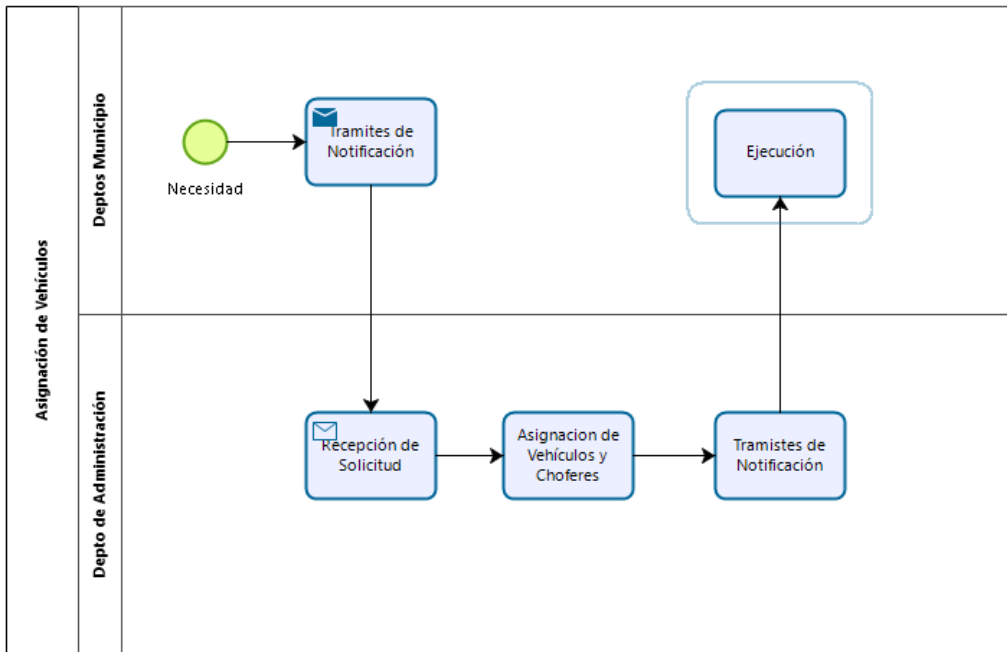 Asignación de Vehículos
Deptos Municipio
Necesidad
Tramites de
Notificación
Ejecución
Depto de Administración
Recepción de
Solicitud
Asignacion de
Vehículos y
Choferes
Tramistes de
Notificación